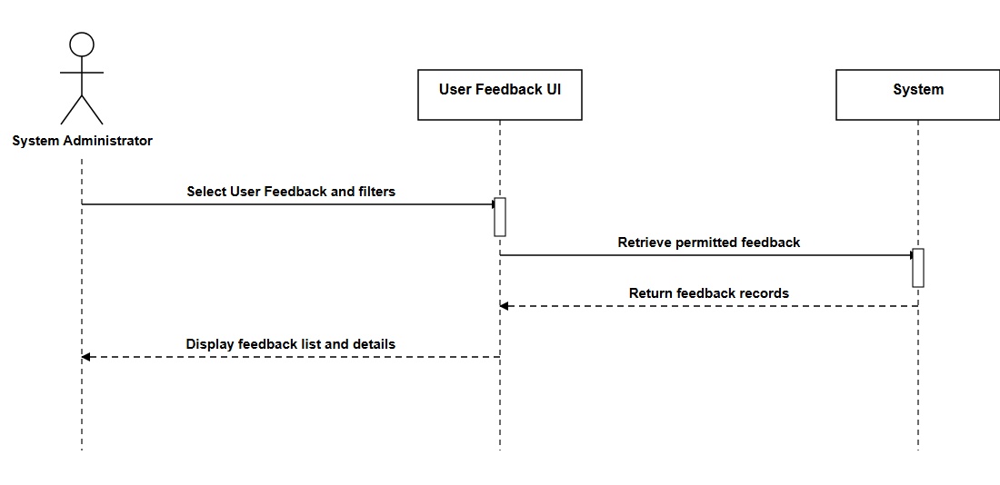 User Feedback UI
System
System Administrator
Select User Feedback and filters
Retrieve permitted feedback
Return feedback records
Display feedback list and details